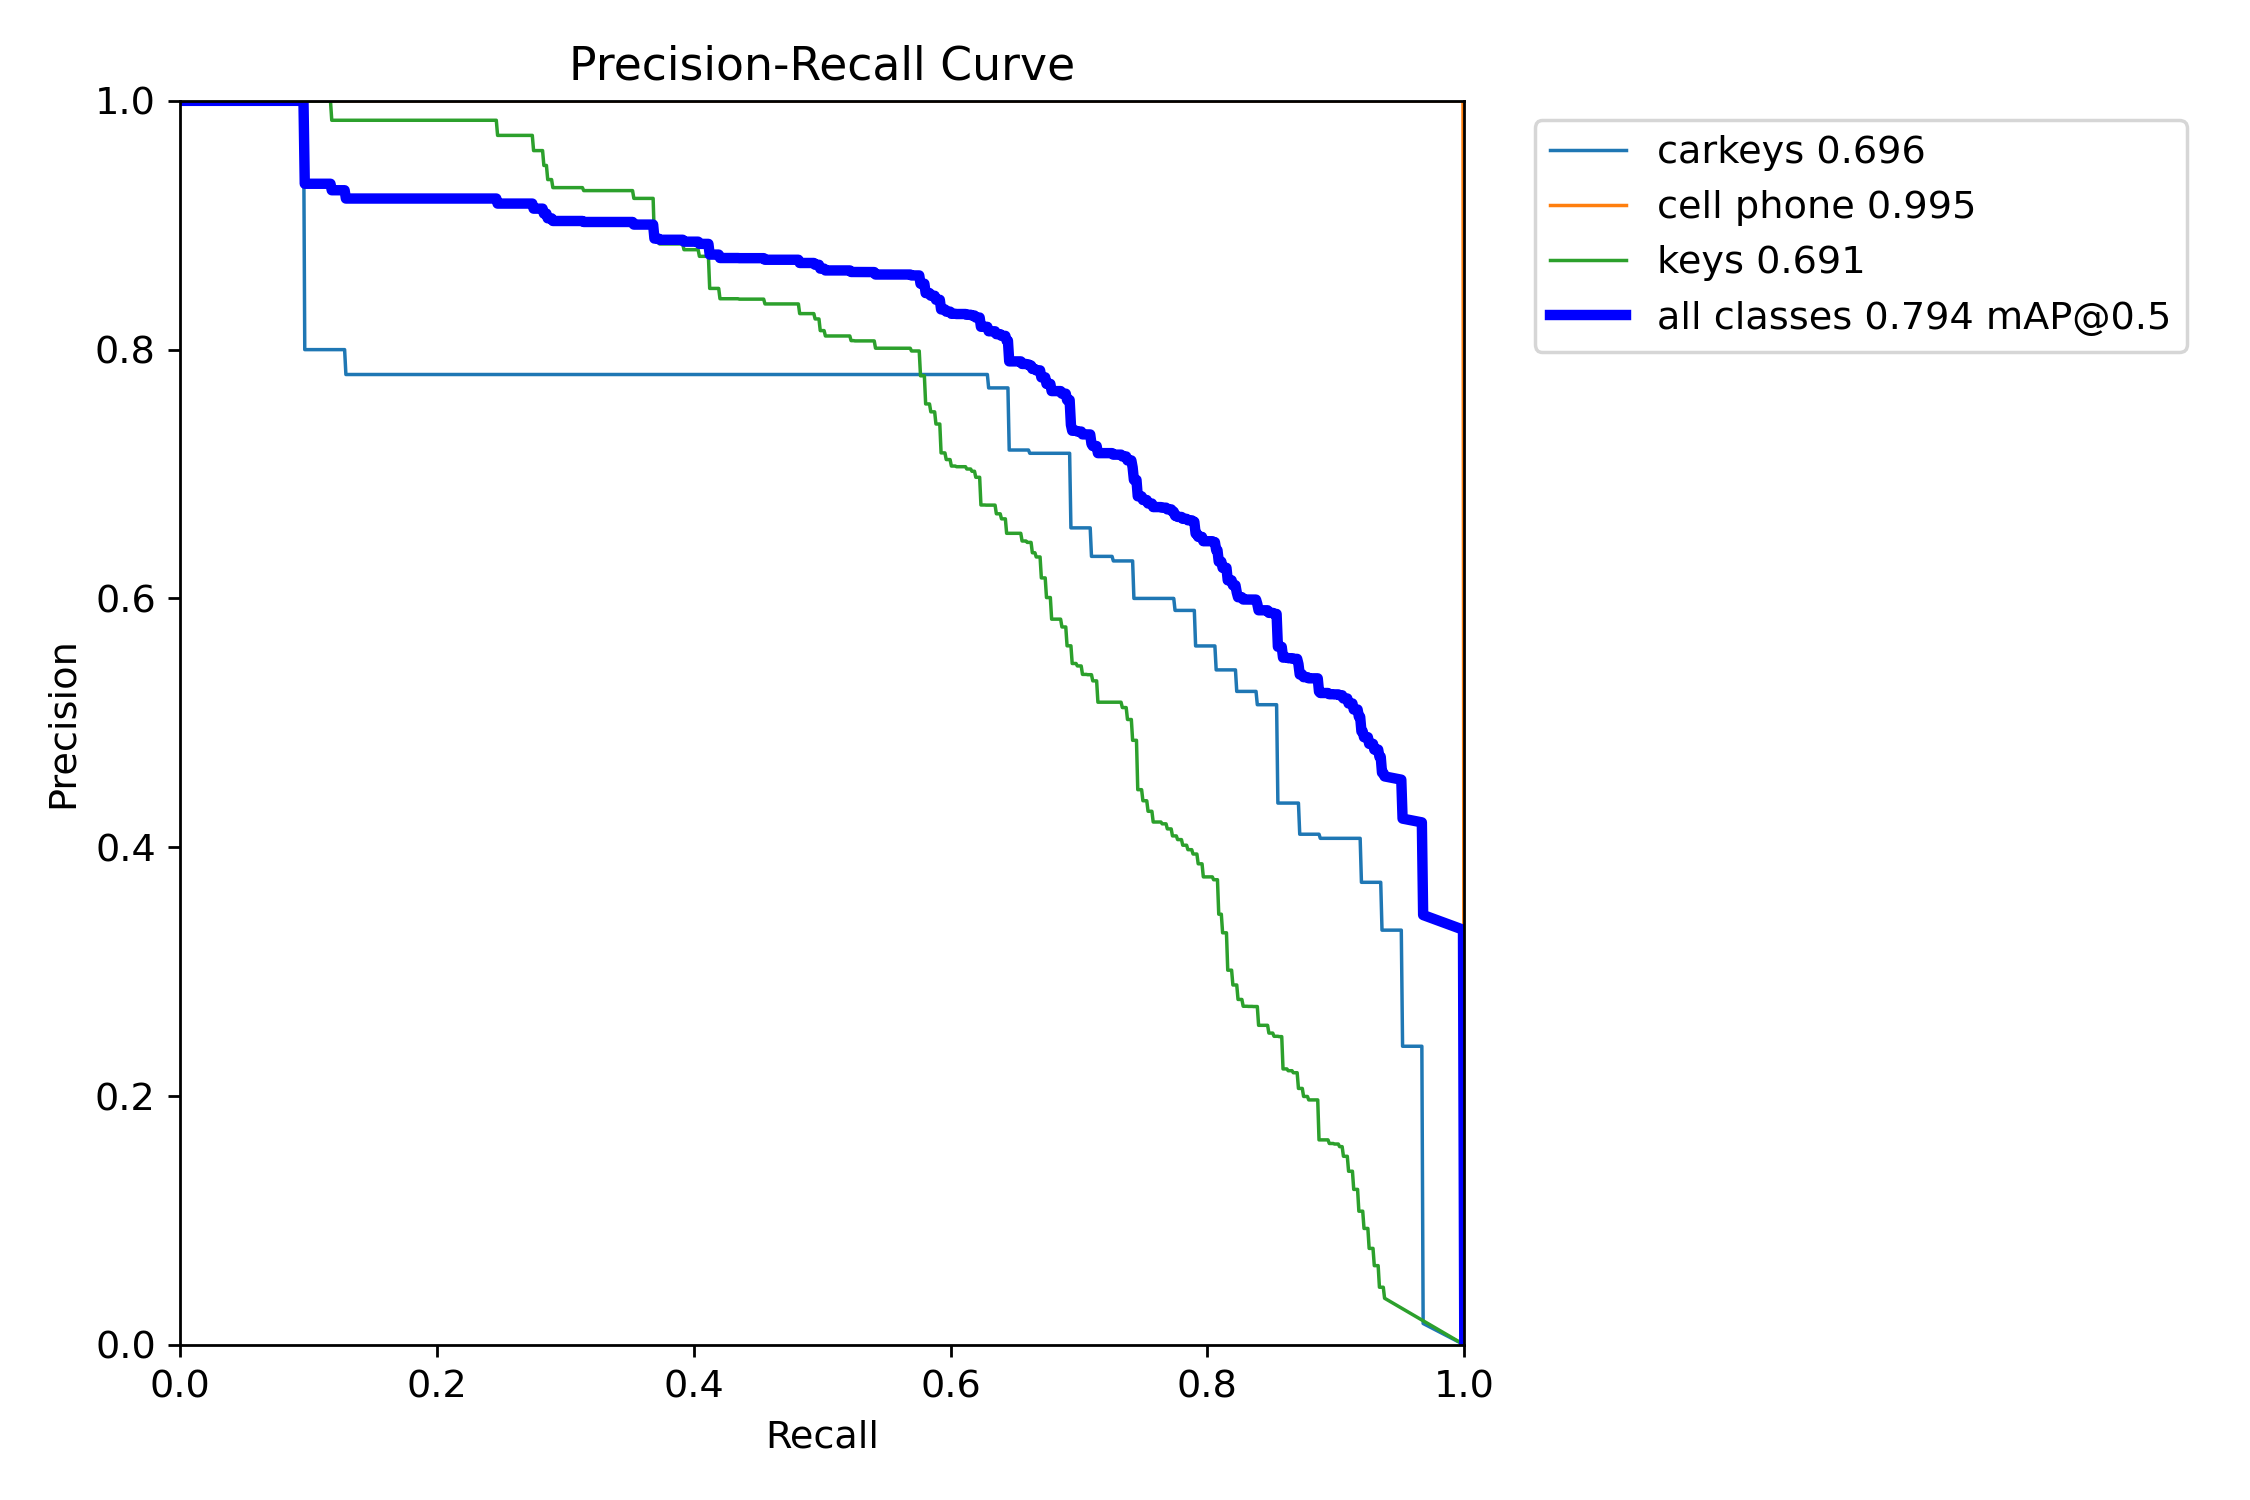 Precision-Recall Curve
1.0
0.8
0.6
0.4
0.2
0.0
Precision
0.0 0.2 0.4 0.6 0.8 1.0
Recall
carkeys 0.696
cell phone 0.995
keys 0.691
all classes 0.794 mAP@0.5